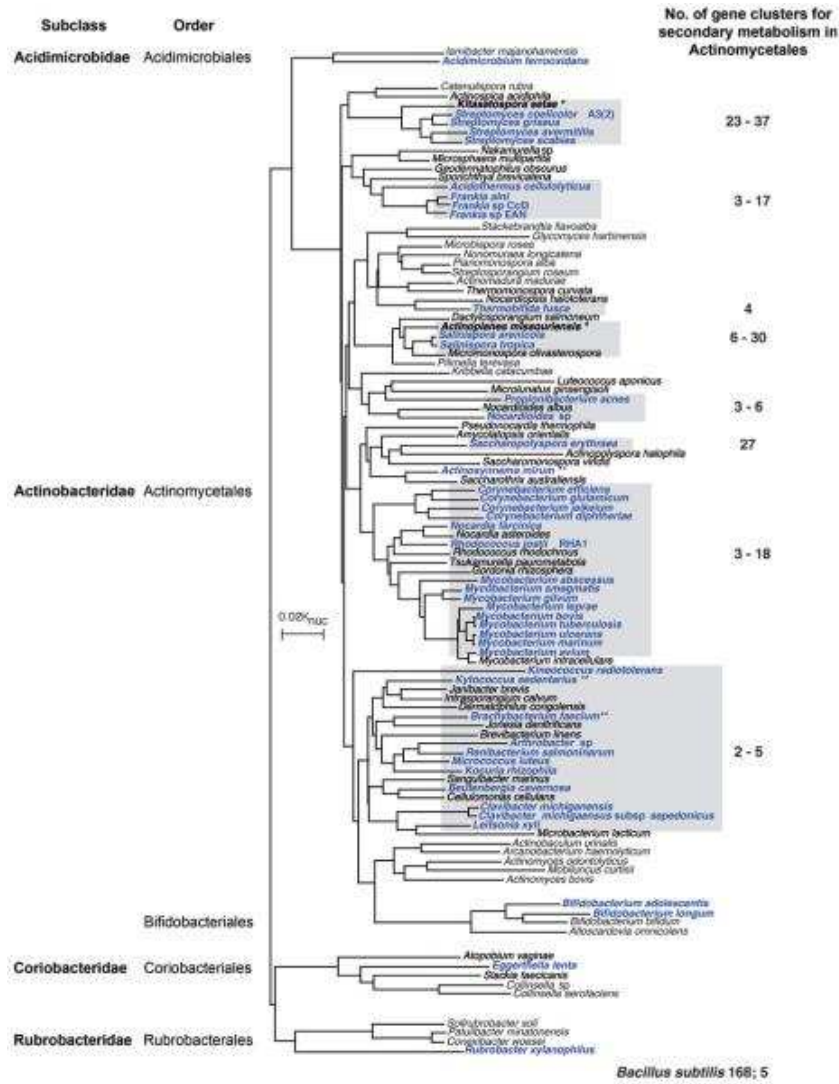 Subclass Order No. of gene clusters for
secondary metabolism in
Actinomycetales
Iamibacter majanohamensis
Acidimicrobidae Acidimicrobiales
Acidimicrobium ferrooxidans
Catenulispora rubra
Actinospica acidiphila
Kitasatospora setae *
Streptomyces coelicolor A3(2)
Streptomyces griseus
23 - 37
Streptomyces avermitilis
Streptomyces scabies
Nakamurella sp
Microsphaera multipartita
Geodermatophilus obscurus
Sporichthya brevicatena
Acidothermus cellulolyticus
Frankia alni
3 - 17
Frankia sp CcI3
Frankia sp EAN
Stackebrandtia flavoalba
Glycomyces harbinensis
Microbispora rosea
Nonomuraea longicatena
Planomonospora alba
Streptosporangium roseum
Actinomadura madurae
Thermomonospora curvata
Nocardiopsis halotolerans
Thermobifida fusca 4
Dactylosporangium salmoneum
Actinoplanes missouriensis *
Salinispora arenicola 6 - 30
Salinispora tropica
Micromonospora olivasterospora
Pilimelia terevasa
Kribbella catacumbae
Luteococcus japonicus
Microlunatus ginsengisoli
Propionibacterium acnes
3 - 6
Nocardioides albus
Nocardioides sp
Pseudonocardia thermophila
Amycolatopsis orientalis
Saccharopolyspora erythraea 27
Actinopolyspora halophila
Saccharomonospora viridis
Actinosynnema mirum **
Saccharothrix australiensis
Actinobacteridae Actinomycetales
Corynebacterium efficiens
Corynebacterium glutamicum
Corynebacterium jeikeium
Corynebacterium diphtheriae
Nocardia farcinica
Nocardia asteroides
Rhodococcus jostii RHA1
Rhodococcus rhodochrous
3 - 18
Tsukamurella paurometabola
Gordonia rhizosphera
Mycobacterium abscessus
Mycobacterium smegmatis
Mycobacterium gilvum
Mycobacterium leprae
Mycobacterium bovis
0.02Knuc
Mycobacterium tuberculosis
Mycobacterium ulcerans
Mycobacterium marinum
Mycobacterium avium
Mycobacterium intracellulare
Kineococcus radiotolerans
Kytococcus sedentarius **
Janibacter brevis
Intrasporangium calvum
Dermatophilus congolensis
Brachybacterium faecium**
Jonesia denitrificans
Brevibacterium linens
Arthrobacter sp
Renibacterium salmoninarum
2 - 5
Micrococcus luteus
Kocuria rhizophila
Sanguibacter marinus
Beutenbergia cavernosa
Cellulomonas cellulans
Clavibacter michiganensis
Clavibacter michigaensus subsp sepedonicus
Leifsonia xyli
Microbacterium lacticum
Actinobaculum urinalis
Arcanobacterium haemolyticum
Actinomyces odontolyticus
Mobiluncus curtisii
Actinomyces bovis
Bifidobacterium adolescentis
Bifidobacterium longum
Bifidobacteriales
Bifidobacterium bifidum
Alloscardovia omnicolens
Atopobium vaginae
Coriobacteridae Coriobacteriales
Eggerthella lenta
Slackia faecicanis
Collinsella sp
Collinsella aerofaciens
Solirubrobacter soli
Patulibacter minatonensis
Rubrobacteridae Rubrobacterales
Conexibacter woesei
Rubrobacter xylanophilus
Bacillus subtilis 168; 5